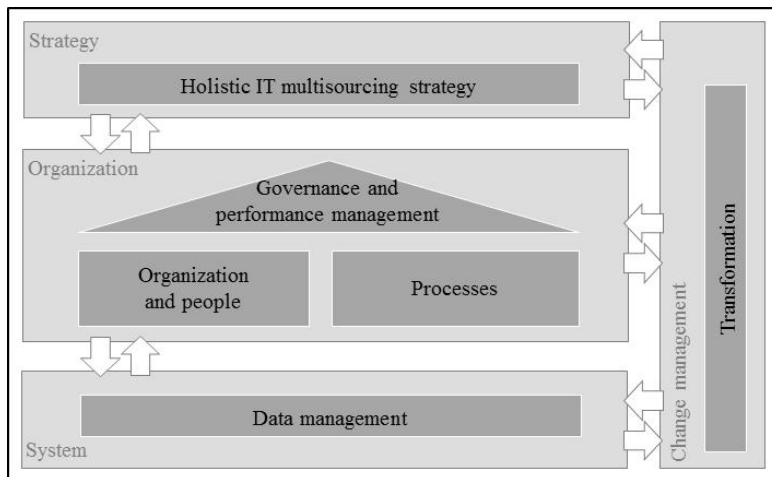 Strategy
Holistic IT multisourcing strategy
Organization
Governance and
performance management
Organization
and people
Processes
Data management
System
Change management
Transformation